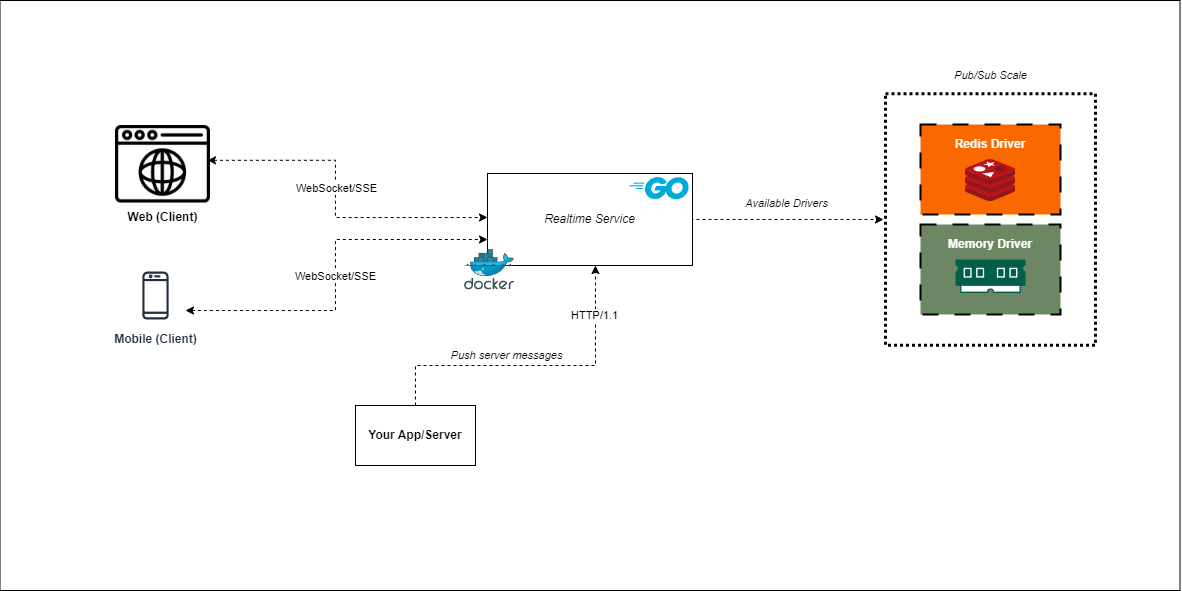 Pub/Sub Scale
Redis Driver
WebSocket/SSE
GO
Realtime Service
Available Drivers
Web (Client)
Memory Driver
WebSocket/SSE
docker
HTTP/1.1
Mobile (Client)
Push server messages
Your App/Server